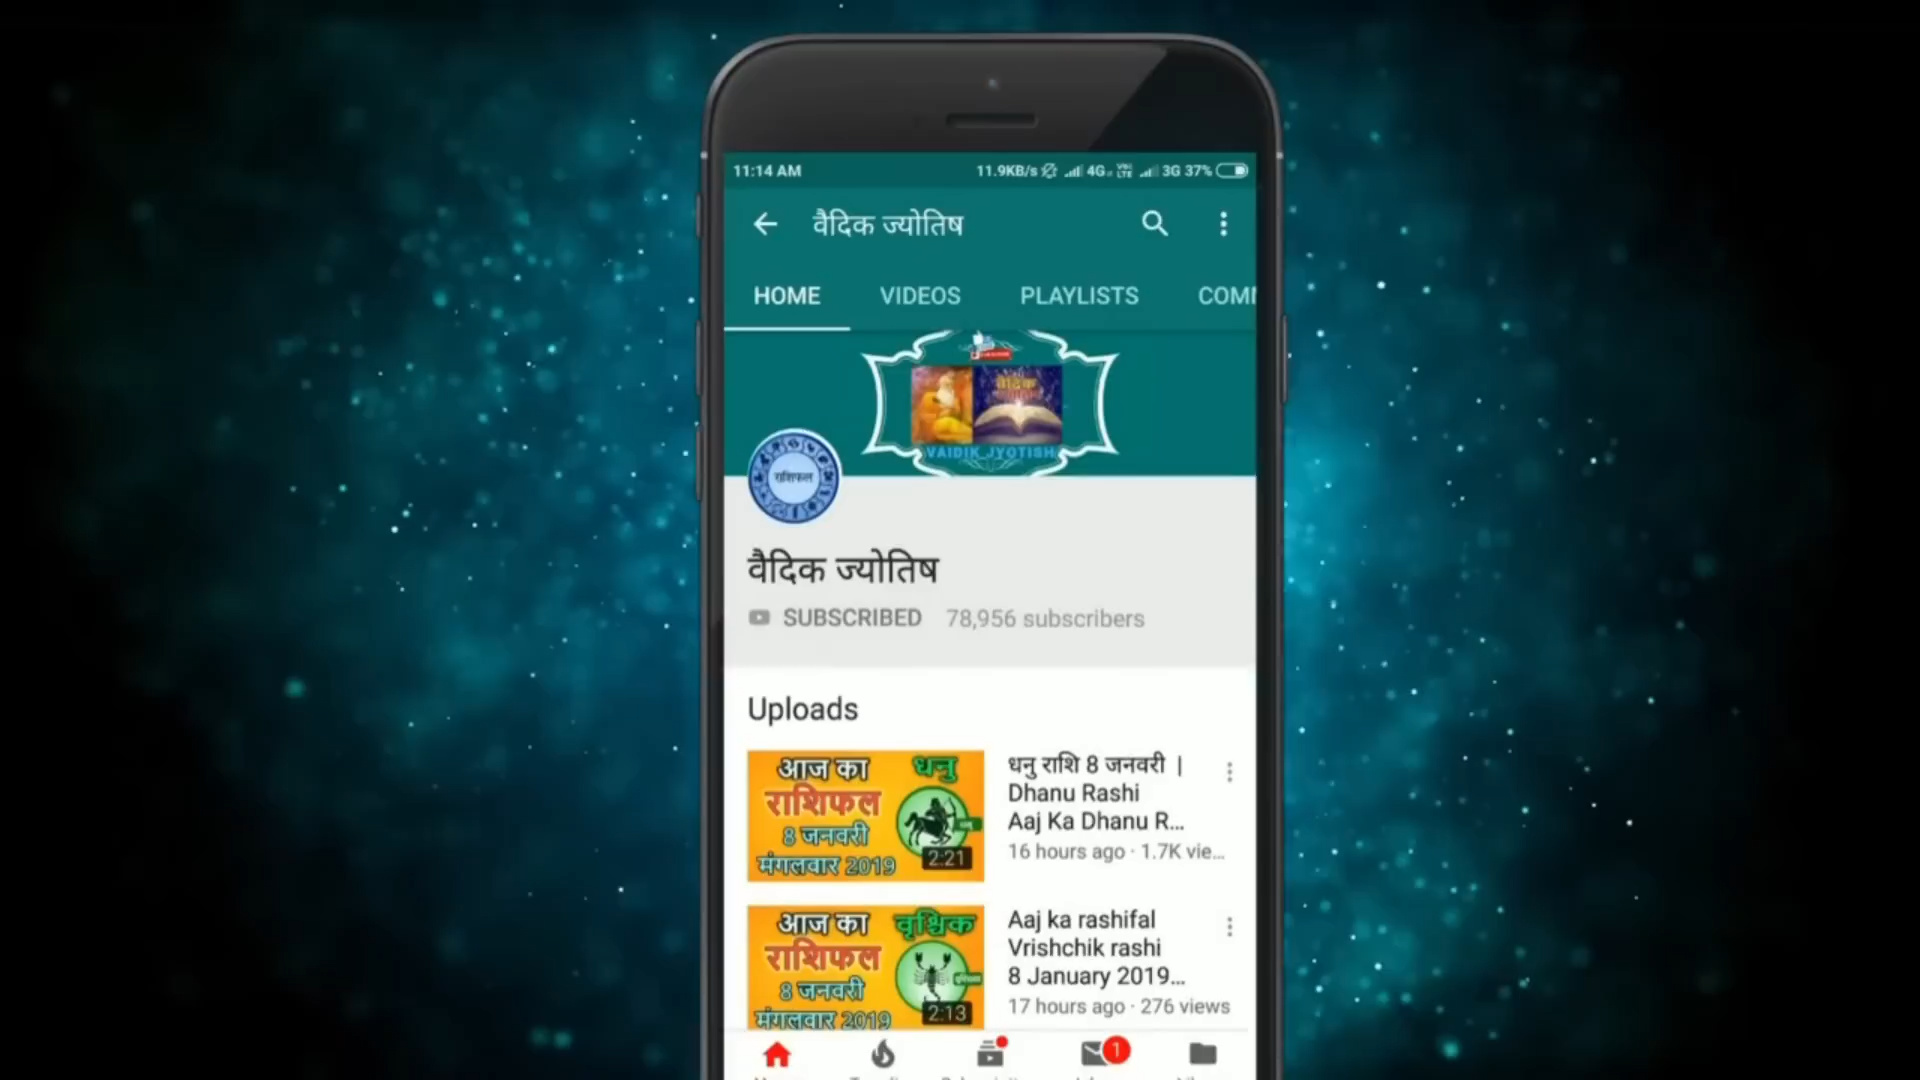 11:14 AM 11.9KB/s 4G VoLTE 3G 37%
वैदिक ज्योतिष
HOME VIDEOS PLAYLISTS COMM
वैदिक
VAIDIK JYOTISH
राशिफल
वैदिक ज्योतिष
SUBSCRIBED 78,956 subscribers
Uploads
आज का धनु
राशिफल
8 जनवरी
मंगलवार 2019
2:21
धनु राशि 8 जनवरी |
Dhanu Rashi
Aaj Ka Dhanu R...
16 hours ago · 1.7K vie...
आज का वृश्चिक
राशिफल
8 जनवरी
मंगलवार 2019
2:13
Aaj ka rashifal
Vrishchik rashi
8 January 2019...
17 hours ago · 276 views
1